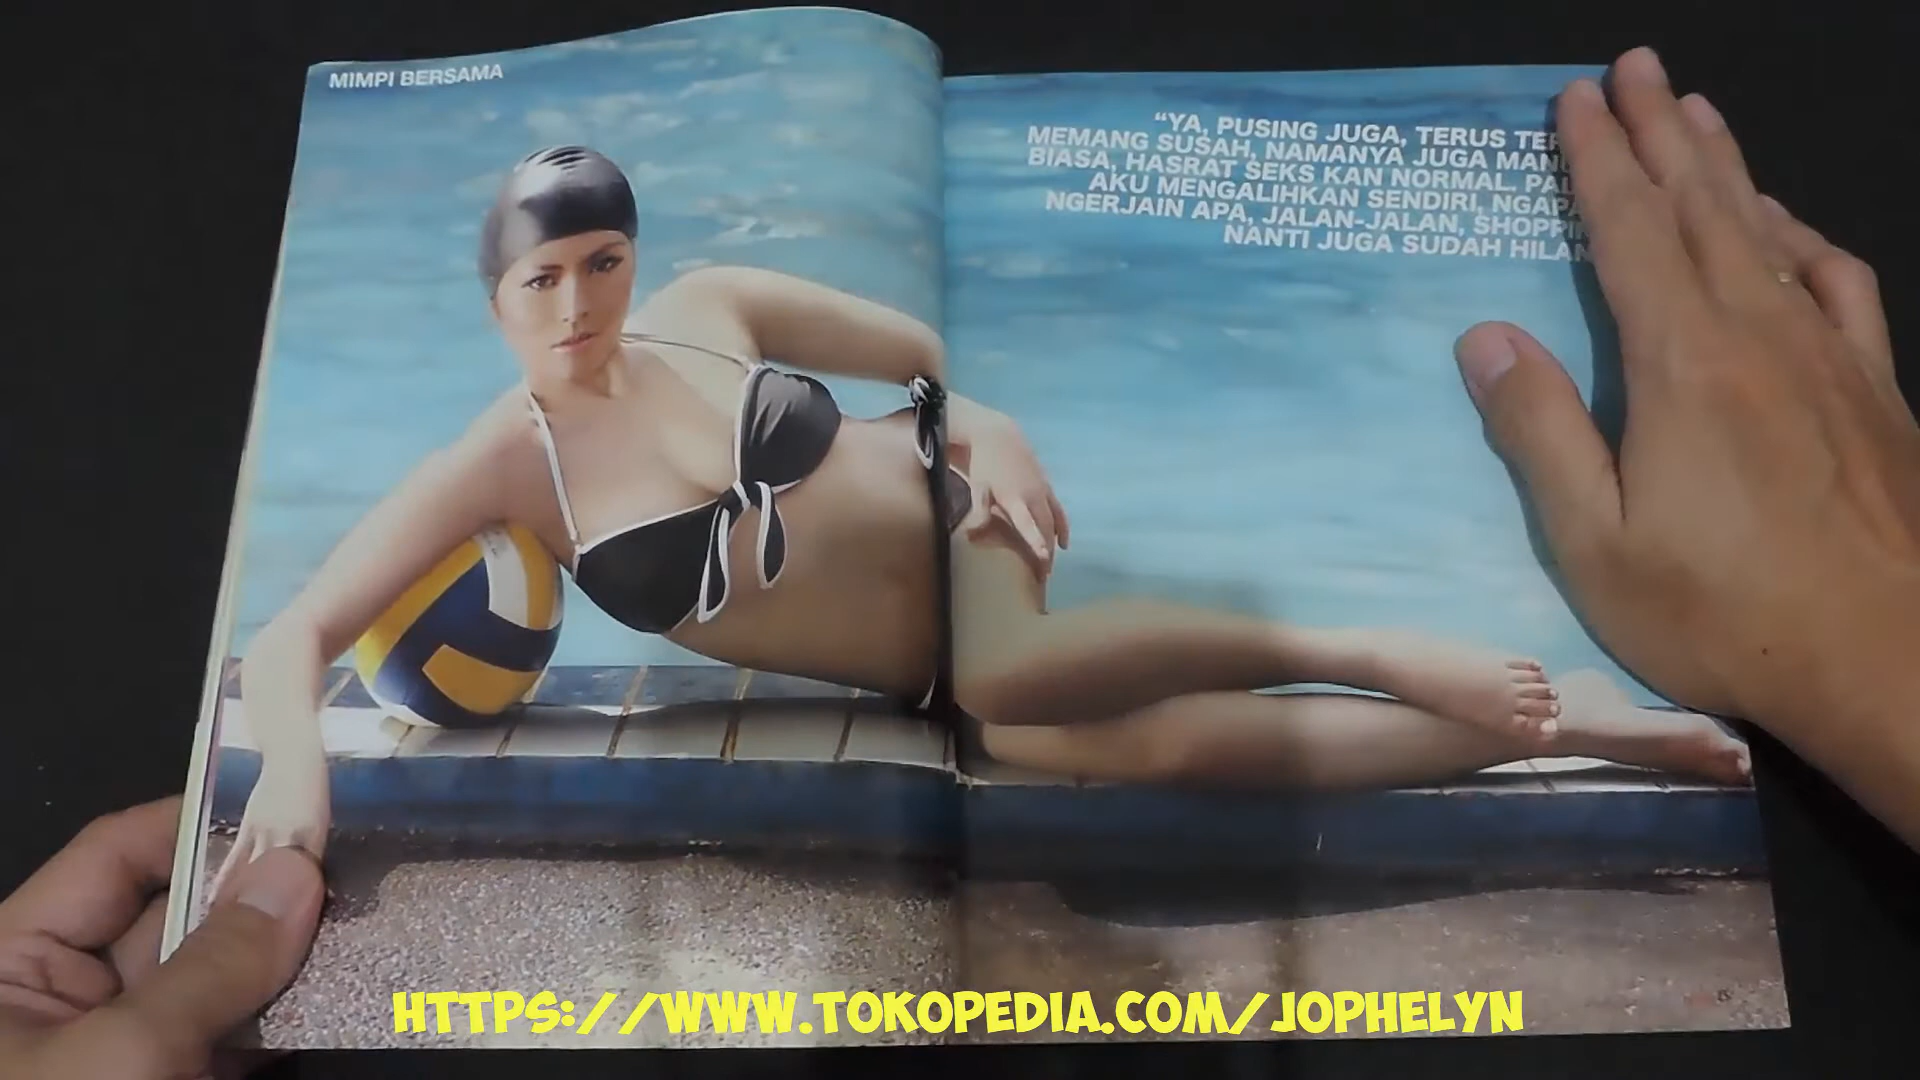 MIMPI BERSAMA
“YA, PUSING JUGA, TERUS
MEMANG SUSAH, NAMANYA JUGA
BIASA, HASRAT SEKS KAN NORMAL.
AKU MENGALIHKAN SENDIRI,
NGERJAIN APA, JALAN-JALAN,
NANTI JUGA SUDAH
HTTPS://WWW.TOKOPEDIA.COM/JOPHELYN